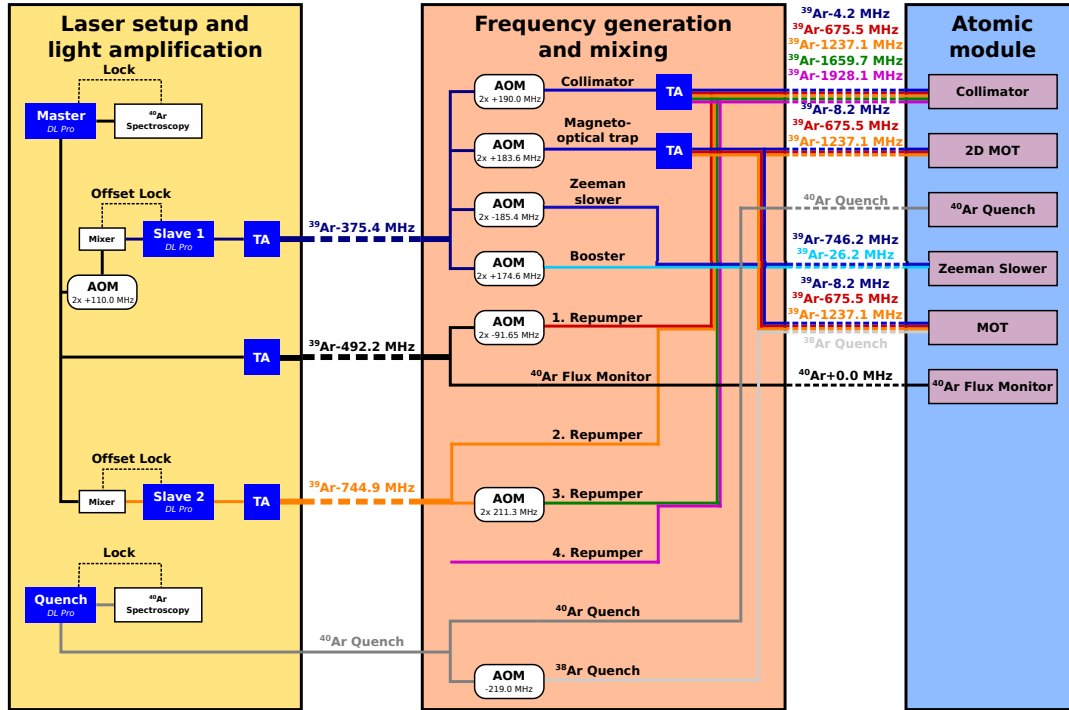 Laser setup and
light amplification
Lock
Master
DL Pro
⁴⁰Ar
Spectroscopy
Offset Lock
Mixer
Slave 1
DL Pro
TA
AOM
2x +110.0 MHz
TA
Offset Lock
Mixer
Slave 2
DL Pro
TA
Lock
Quench
DL Pro
⁴⁰Ar
Spectroscopy
³⁹Ar-375.4 MHz
³⁹Ar-492.2 MHz
³⁹Ar-744.9 MHz
⁴⁰Ar Quench
Frequency generation
and mixing
AOM
2x +190.0 MHz
Collimator
TA
AOM
2x +183.6 MHz
Magneto-
optical trap
TA
AOM
2x -185.4 MHz
Zeeman
slower
AOM
2x +174.6 MHz
Booster
AOM
2x -91.65 MHz
1. Repumper
⁴⁰Ar Flux Monitor
2. Repumper
AOM
2x 211.3 MHz
3. Repumper
4. Repumper
⁴⁰Ar Quench
AOM
-219.0 MHz
³⁸Ar Quench
³⁹Ar-4.2 MHz
³⁹Ar-675.5 MHz
³⁹Ar-1237.1 MHz
³⁹Ar-1659.7 MHz
³⁹Ar-1928.1 MHz
³⁹Ar-8.2 MHz
³⁹Ar-675.5 MHz
³⁹Ar-1237.1 MHz
⁴⁰Ar Quench
³⁹Ar-746.2 MHz
³⁹Ar-26.2 MHz
³⁹Ar-8.2 MHz
³⁹Ar-675.5 MHz
³⁹Ar-1237.1 MHz
³⁸Ar Quench
⁴⁰Ar+0.0 MHz
Atomic
module
Collimator
2D MOT
⁴⁰Ar Quench
Zeeman Slower
MOT
⁴⁰Ar Flux Monitor